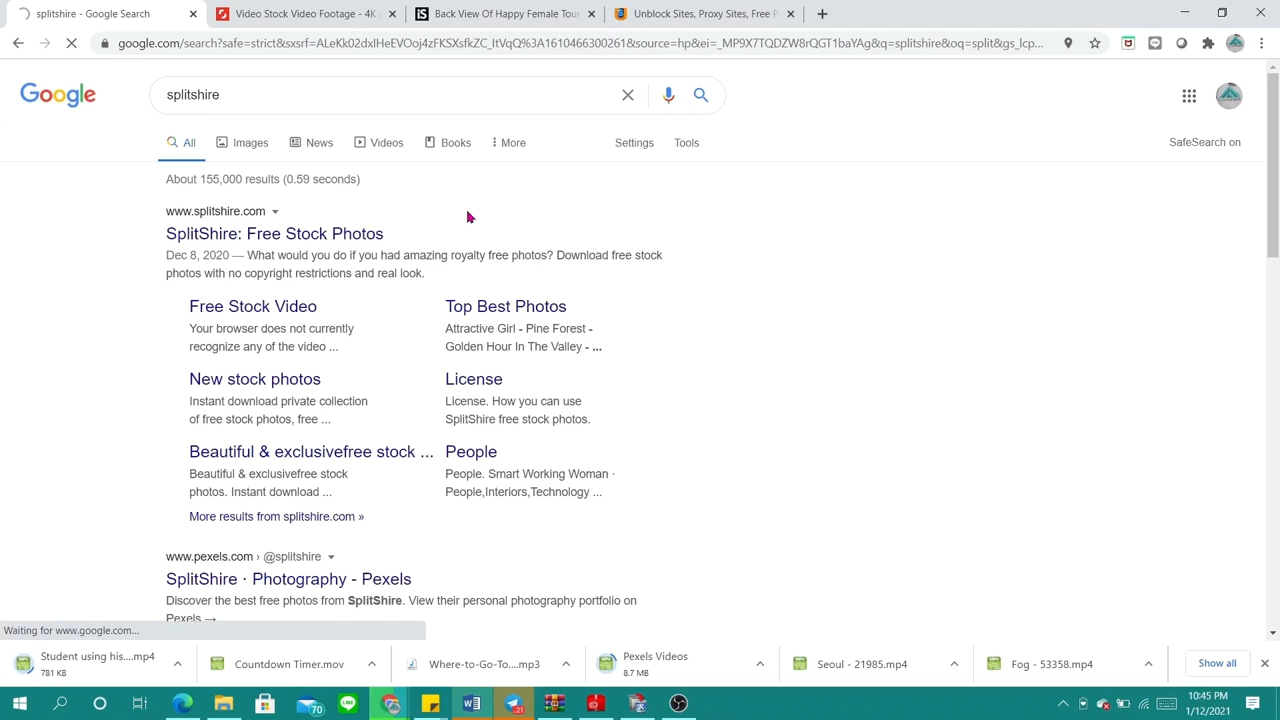 splitshire - Google Search
Video Stock Video Footage - 4K a
Back View Of Happy Female Tour
Unblock Sites, Proxy Sites, Free P
google.com/search?safe=strict&sxsrf=ALeKk02dxIHeEVOoj4zFKSXsfkZC_ItVqQ%3A1610466300261&source=hp&ei=_MP9X7TQDZW8rQGT1baYAg&q=splitshire&oq=split&gs_lcp...
Google
splitshire
All
Images
News
Videos
Books
More
Settings
Tools
SafeSearch on
About 155,000 results (0.59 seconds)
www.splitshire.com
SplitShire: Free Stock Photos
Dec 8, 2020 — What would you do if you had amazing royalty free photos? Download free stock
photos with no copyright restrictions and real look.
Free Stock Video
Your browser does not currently
recognize any of the video ...
Top Best Photos
Attractive Girl - Pine Forest -
Golden Hour In The Valley - ...
New stock photos
Instant download private collection
of free stock photos, free ...
License
License. How you can use
SplitShire free stock photos.
Beautiful & exclusivefree stock ...
Beautiful & exclusivefree stock
photos. Instant download ...
People
People. Smart Working Woman ·
People,Interiors,Technology ...
More results from splitshire.com »
www.pexels.com › @splitshire
SplitShire · Photography - Pexels
Discover the best free photos from SplitShire. View their personal photography portfolio on
Pexels →
Waiting for www.google.com...
Student using his....mp4
781 KB
Countdown Timer.mov
Where-to-Go-To....mp3
Pexels Videos
8.7 MB
Seoul - 21985.mp4
Fog - 53358.mp4
Show all
70
21
10:45 PM
1/12/2021